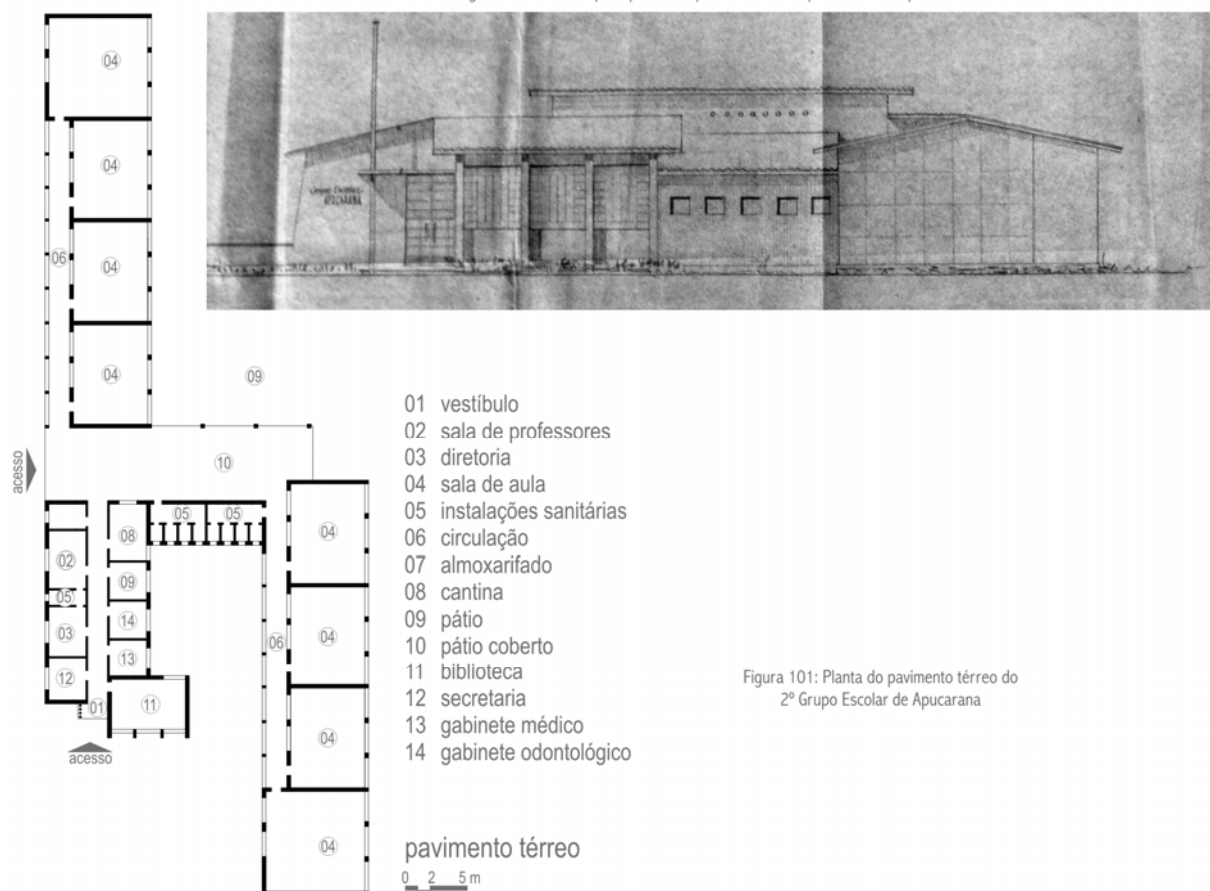 04
GRUPO ESCOLAR
APUCARANA
04
06
04
04
09
acesso
10
05 05
04
08
02
09
05
14
03
06
04
13
12
01
11
acesso
04
04
01 vestíbulo
02 sala de professores
03 diretoria
04 sala de aula
05 instalações sanitárias
06 circulação
07 almoxarifado
08 cantina
09 pátio
10 pátio coberto
11 biblioteca
12 secretaria
13 gabinete médico
14 gabinete odontológico
pavimento térreo
0 2 5 m
Figura 101: Planta do pavimento térreo do
2º Grupo Escolar de Apucarana